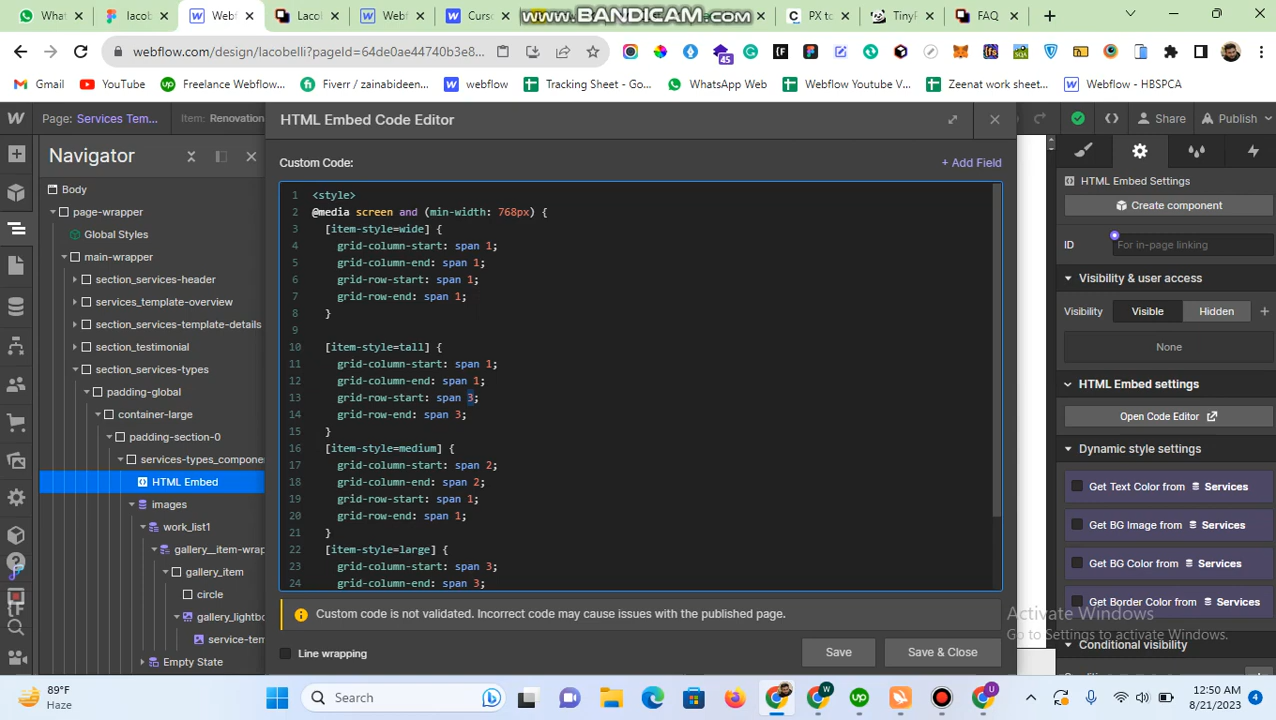 Whats
Iacob
Webf
Lacob
Webf
Curso
WWW.BANDICAM.COM
PX to
TinyP
FAQ
webflow.com/design/lacobelli?pageId=64de0ae44740b3e8...
45
Gmail
YouTube
Freelance Webflow...
Fiverr / zinabideen...
webflow
Tracking Sheet - Go...
WhatsApp Web
Webflow Youtube V...
Zeenat work sheet...
Webflow - HBSPCA
Page: Services Tem...
Item: Renovation
HTML Embed Code Editor
Share
Publish
Navigator
Custom Code:
+ Add Field
Body
page-wrapper
Global Styles
main-wrapper
section_services-header
services_template-overview
section_services-template-details
section_testimonial
section_services-types
padding-global
container-large
padding-section-0
services-types_compone
HTML Embed
images
work_list1
gallery__item-wrap
gallery_item
circle
gallery_lightbo
service-tem
Empty State
1 <style>
2 @media screen and (min-width: 768px) {
3 [item-style=wide] {
4 grid-column-start: span 1;
5 grid-column-end: span 1;
6 grid-row-start: span 1;
7 grid-row-end: span 1;
8 }
9
10 [item-style=tall] {
11 grid-column-start: span 1;
12 grid-column-end: span 1;
13 grid-row-start: span 3;
14 grid-row-end: span 3;
15 }
16 [item-style=medium] {
17 grid-column-start: span 2;
18 grid-column-end: span 2;
19 grid-row-start: span 1;
20 grid-row-end: span 1;
21 }
22 [item-style=large] {
23 grid-column-start: span 3;
24 grid-column-end: span 3;
Custom code is not validated. Incorrect code may cause issues with the published page.
Line wrapping
Save
Save & Close
HTML Embed Settings
Create component
ID
For in-page linking
Visibility & user access
Visibility
Visible
Hidden
None
HTML Embed settings
Open Code Editor
Dynamic style settings
Get Text Color from Services
Get BG Image from Services
Get BG Color from Services
Get Border Color from Services
Activate Windows
Go to Settings to activate Windows.
Conditional visibility
89°F
Haze
Search
12:50 AM
8/21/2023
4